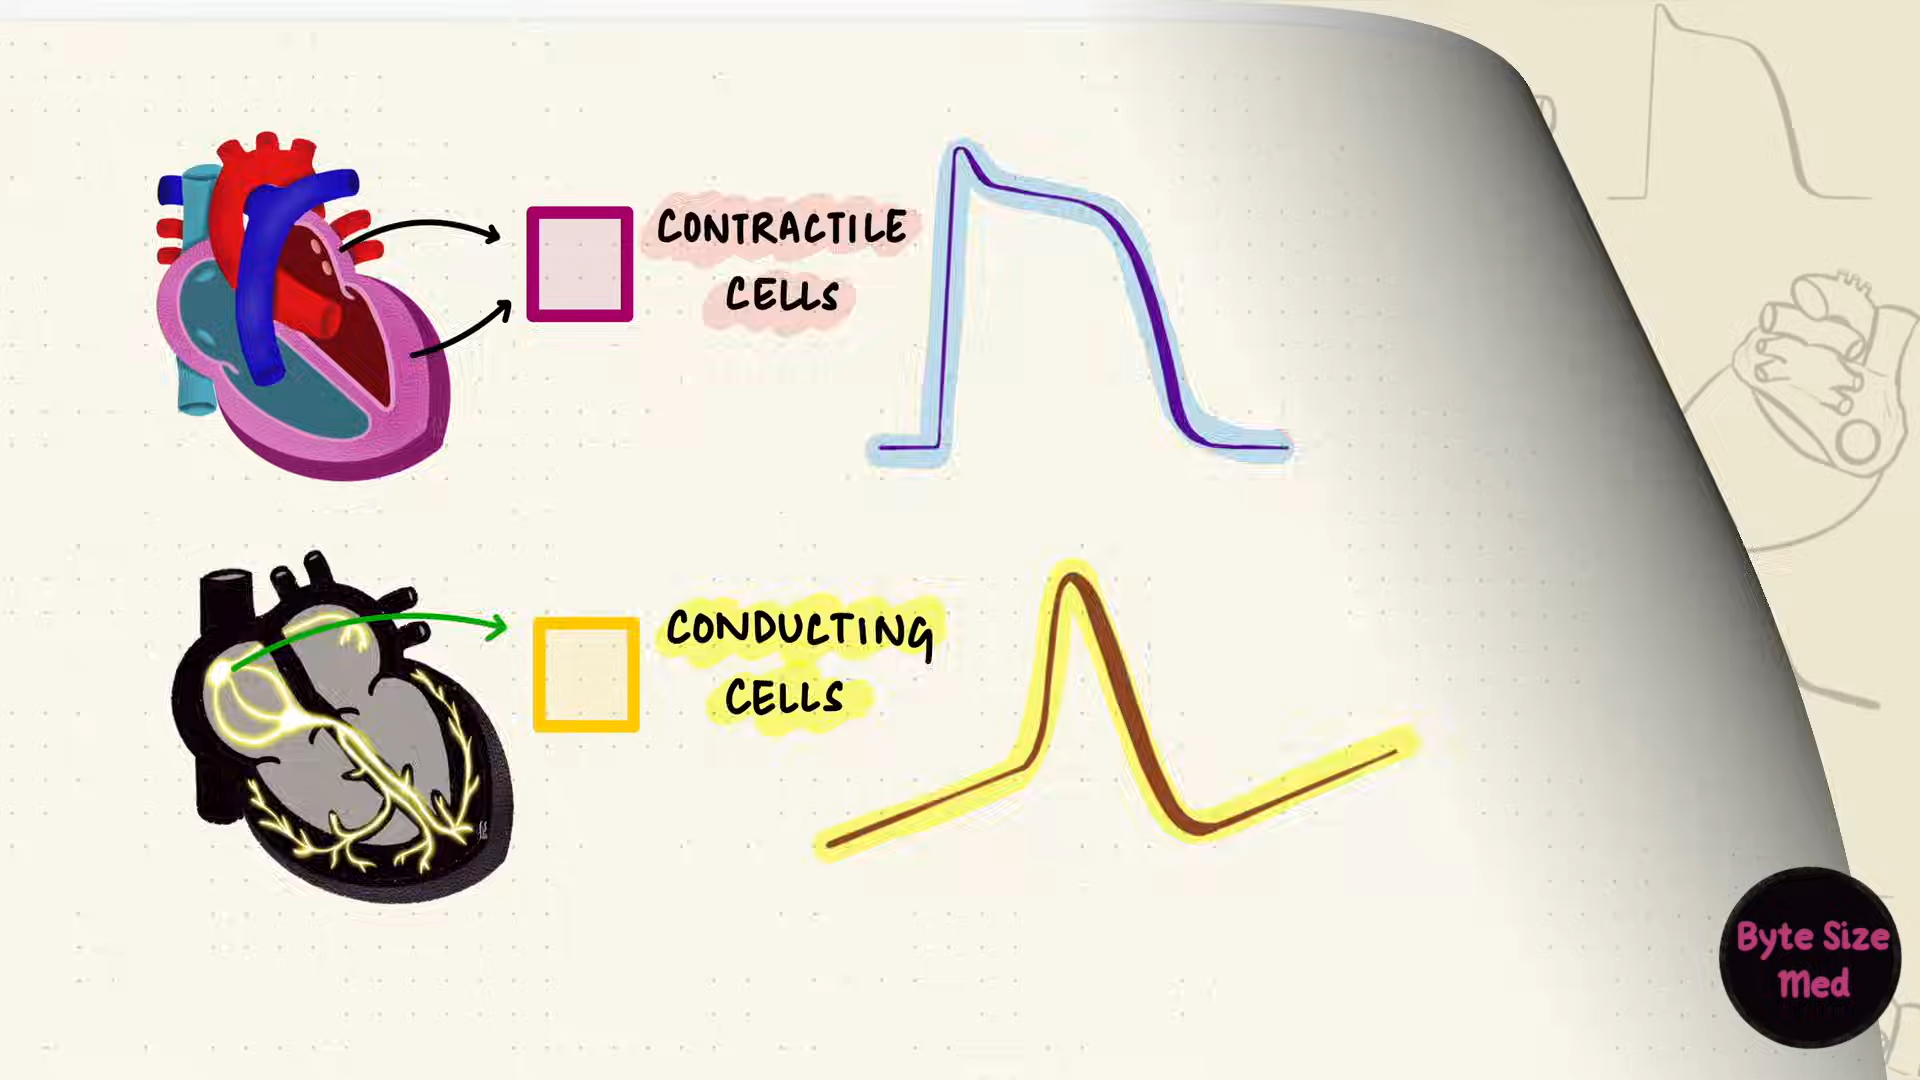 CONTRACTILE
CELLS
CONDUCTING
CELLS
Byte Size
Med